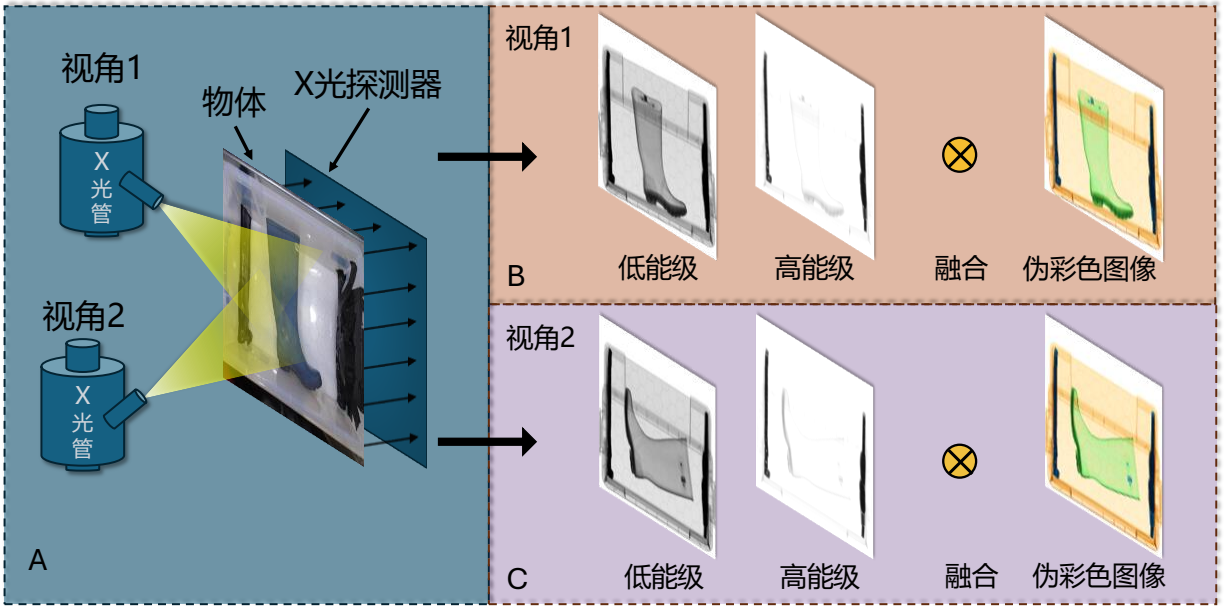 视角1
物体
X光探测器
X
光
管
视角2
X
光
管
A
视角1
低能级
高能级
融合
伪彩色图像
B
视角2
低能级
高能级
融合
伪彩色图像
C